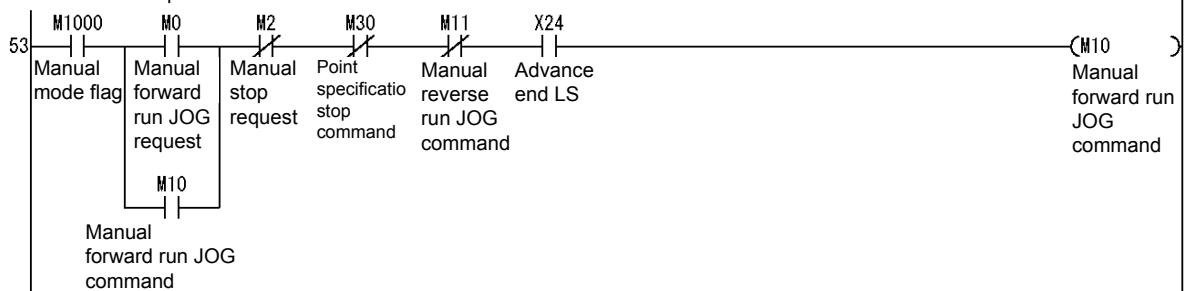 M1000 M0 M2 M30 M11 X24
53
(M10 )
Manual
mode flag
Manual
forward
run JOG
request
Manual
stop
request
Point
specificatio
stop
command
Manual
reverse
run JOG
command
Advance
end LS
Manual
forward run
JOG
command
M10
Manual
forward run JOG
command